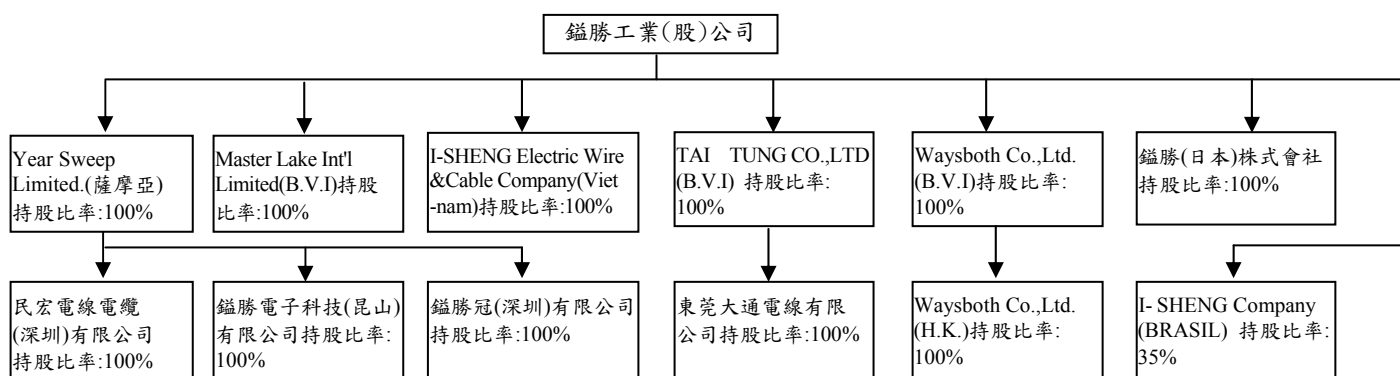 鎰勝工業(股)公司
Year Sweep
Limited.(薩摩亞)
持股比率:100%
Master Lake Int'l
Limited(B.V.I)持股
比率:100%
I-SHENG Electric Wire
&Cable Company(Viet
-nam)持股比率:100%
TAI TUNG CO.,LTD
(B.V.I) 持股比率:
100%
Waysboth Co.,Ltd.
(B.V.I)持股比率:
100%
鎰勝(日本)株式會社
持股比率:100%
民宏電線電纜
(深圳)有限公司
持股比率:100%
鎰勝電子科技(昆山)
有限公司持股比率:
100%
鎰勝冠(深圳)有限公司
持股比率:100%
東莞大通電線有限
公司持股比率:100%
Waysboth Co.,Ltd.
(H.K.)持股比率:
100%
I- SHENG Company
(BRASIL) 持股比率:
35%